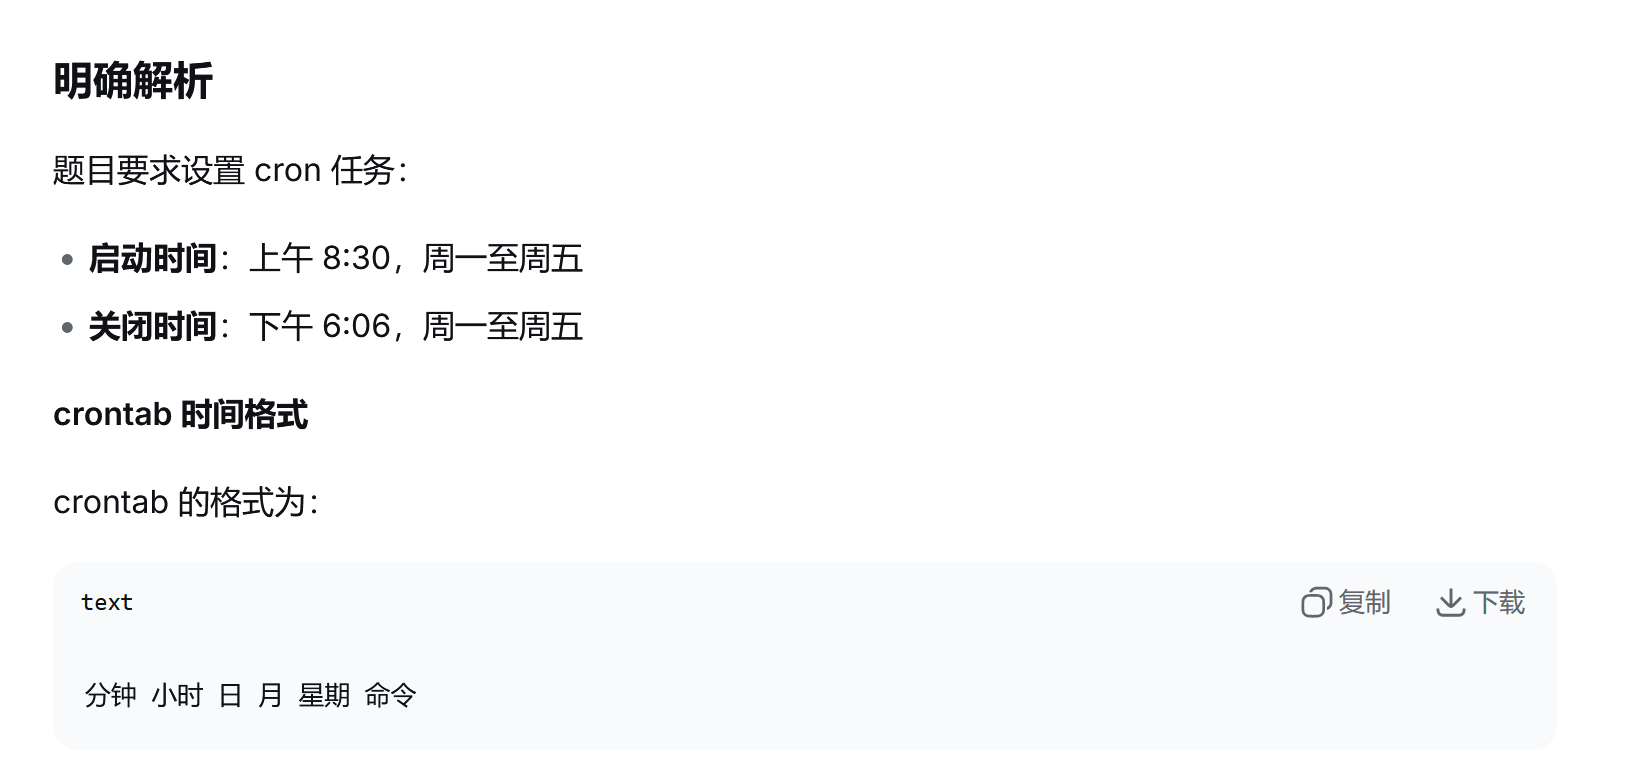 明确解析
题目要求设置 cron 任务：
启动时间：上午 8:30，周一至周五
关闭时间：下午 6:06，周一至周五
crontab 时间格式
crontab 的格式为：
text 复制 下载
分钟 小时 日 月 星期 命令